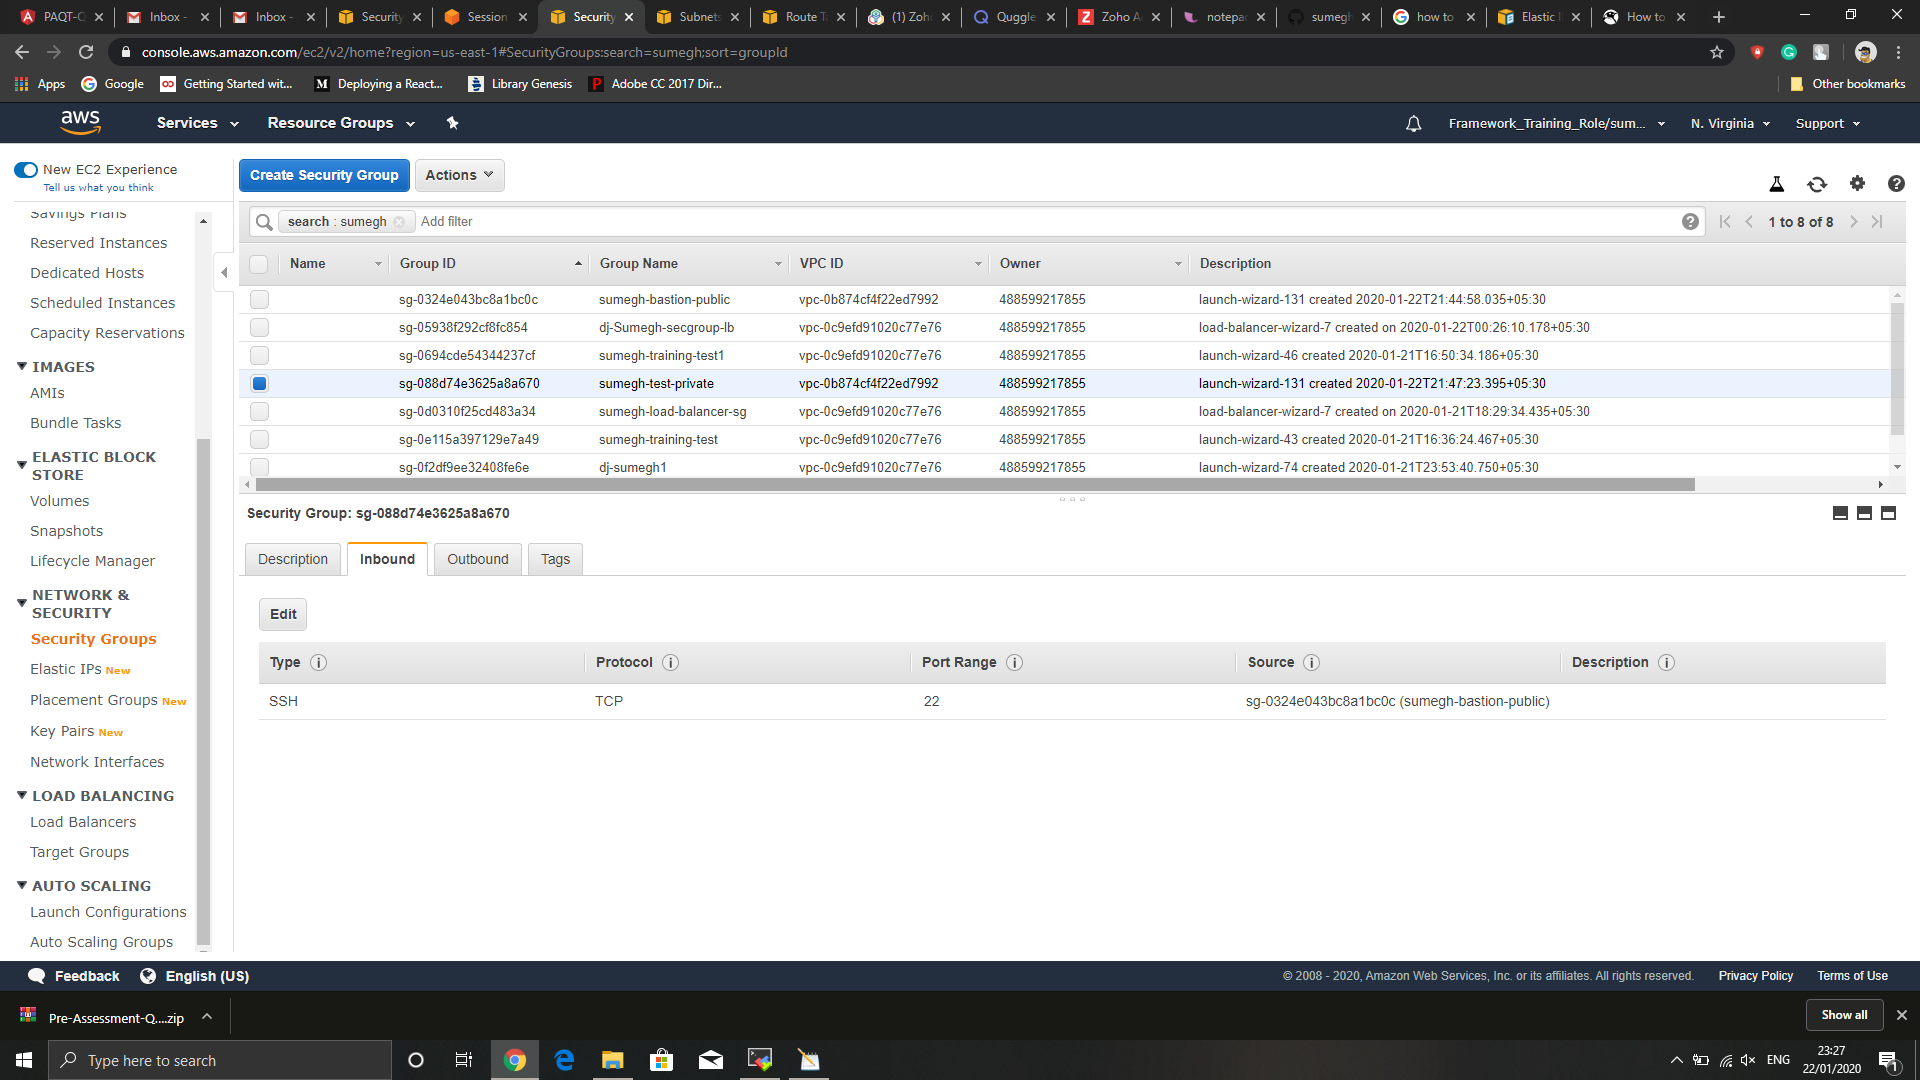 PAQT-Q
Inbox -
Inbox -
Security
Session
Security
Subnets
Route T
(1) Zoh
Quggle
Zoho A
notepa
sumegh
how to
Elastic I
How to
console.aws.amazon.com/ec2/v2/home?region=us-east-1#SecurityGroups:search=sumegh;sort=groupId
Apps
Google
Getting Started wit...
Deploying a React...
Library Genesis
Adobe CC 2017 Dir...
Other bookmarks
aws
Services
Resource Groups
Framework_Training_Role/sum...
N. Virginia
Support
New EC2 Experience
Tell us what you think
Savings Plans
Reserved Instances
Dedicated Hosts
Scheduled Instances
Capacity Reservations
IMAGES
AMIs
Bundle Tasks
ELASTIC BLOCK
STORE
Volumes
Snapshots
Lifecycle Manager
NETWORK &
SECURITY
Security Groups
Elastic IPs New
Placement Groups New
Key Pairs New
Network Interfaces
LOAD BALANCING
Load Balancers
Target Groups
AUTO SCALING
Launch Configurations
Auto Scaling Groups
Create Security Group
Actions
search : sumegh
Add filter
1 to 8 of 8
Name Group ID Group Name VPC ID Owner Description
sg-0324e043bc8a1bc0c sumegh-bastion-public vpc-0b874cf4f22ed7992 488599217855 launch-wizard-131 created 2020-01-22T21:44:58.035+05:30
sg-05938f292cf8fc854 dj-Sumegh-secgroup-lb vpc-0c9efd91020c77e76 488599217855 load-balancer-wizard-7 created on 2020-01-22T00:26:10.178+05:30
sg-0694cde54344237cf sumegh-training-test1 vpc-0c9efd91020c77e76 488599217855 launch-wizard-46 created 2020-01-21T16:50:34.186+05:30
sg-088d74e3625a8a670 sumegh-test-private vpc-0b874cf4f22ed7992 488599217855 launch-wizard-131 created 2020-01-22T21:47:23.395+05:30
sg-0d0310f25cd483a34 sumegh-load-balancer-sg vpc-0c9efd91020c77e76 488599217855 load-balancer-wizard-7 created on 2020-01-21T18:29:34.435+05:30
sg-0e115a397129e7a49 sumegh-training-test vpc-0c9efd91020c77e76 488599217855 launch-wizard-43 created 2020-01-21T16:36:24.467+05:30
sg-0f2df9ee32408fe6e dj-sumegh1 vpc-0c9efd91020c77e76 488599217855 launch-wizard-74 created 2020-01-21T23:53:40.750+05:30
Security Group: sg-088d74e3625a8a670
Description
Inbound
Outbound
Tags
Edit
Type Protocol Port Range Source Description
SSH TCP 22 sg-0324e043bc8a1bc0c (sumegh-bastion-public)
Feedback
English (US)
© 2008 - 2020, Amazon Web Services, Inc. or its affiliates. All rights reserved.
Privacy Policy
Terms of Use
Pre-Assessment-Q....zip
Show all
Type here to search
ENG
23:27
22/01/2020
1